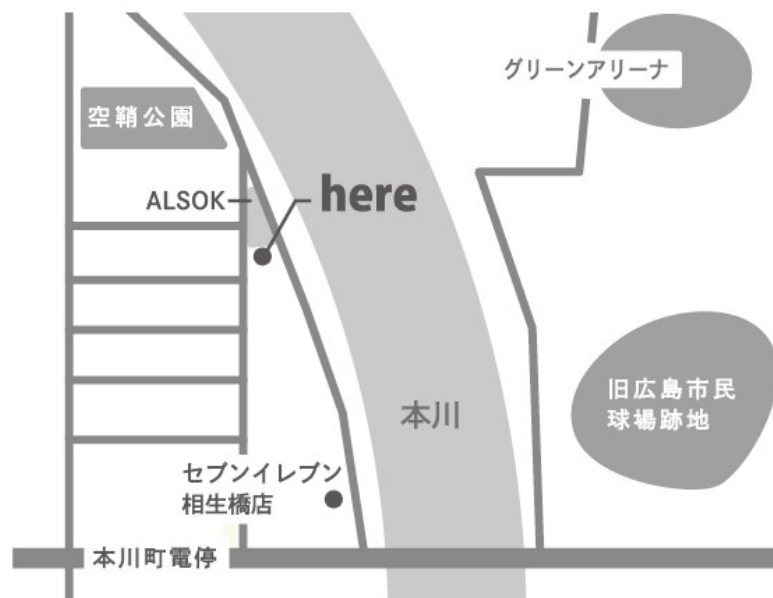 グリーンアリーナ
空鞘公園
ALSOK
here
本川
旧広島市民
球場跡地
セブンイレブン
相生橋店
本川町電停